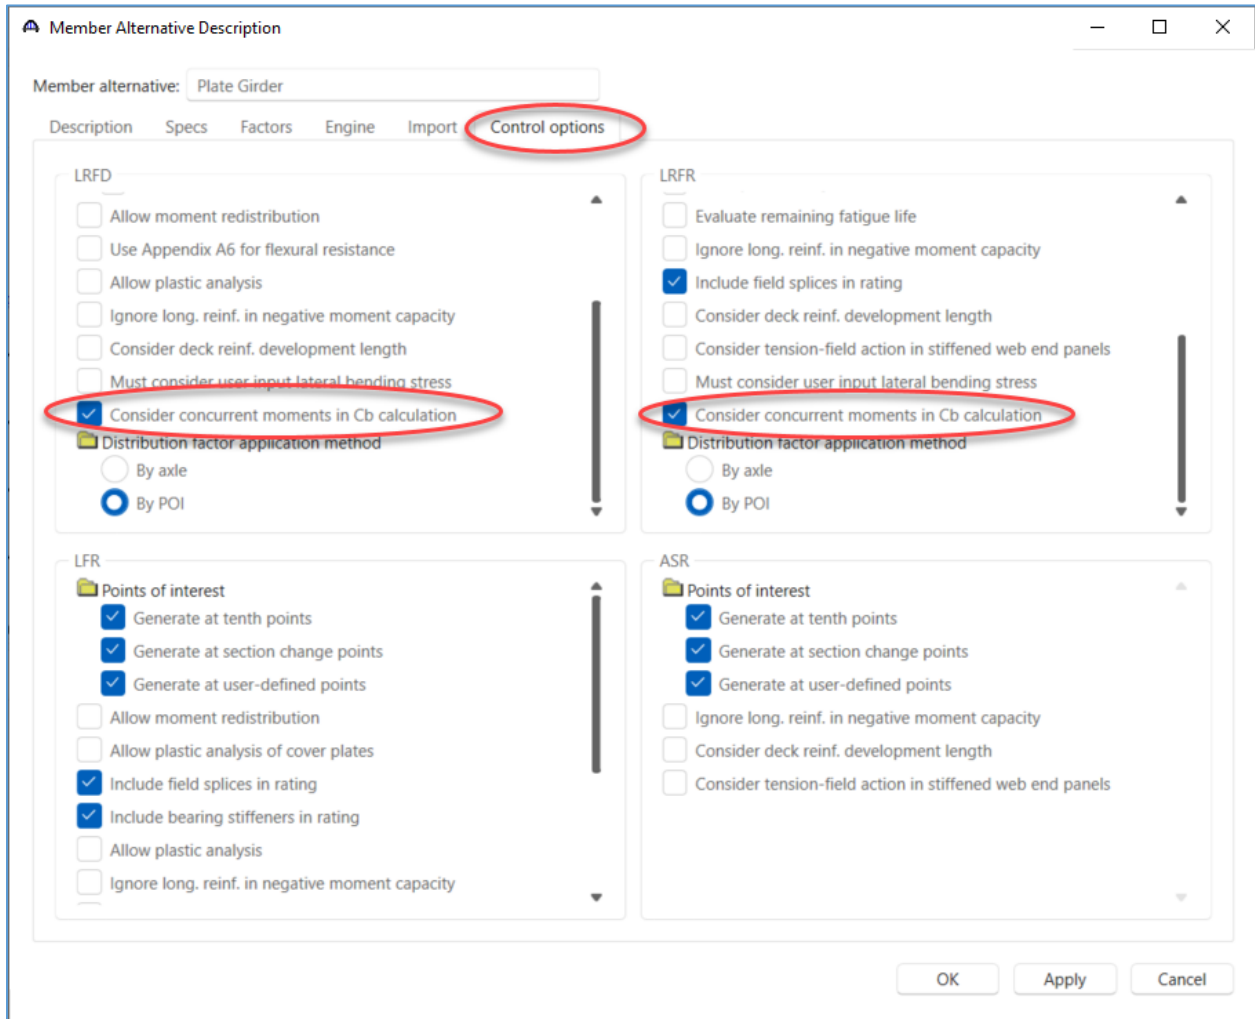 Member Alternative Description
Member alternative: Plate Girder
Description Specs Factors Engine Import Control options
LRFD
Allow moment redistribution
Use Appendix A6 for flexural resistance
Allow plastic analysis
Ignore long. reinf. in negative moment capacity
Consider deck reinf. development length
Must consider user input lateral bending stress
Consider concurrent moments in Cb calculation
Distribution factor application method
By axle
By POI
LRFR
Evaluate remaining fatigue life
Ignore long. reinf. in negative moment capacity
Include field splices in rating
Consider deck reinf. development length
Consider tension-field action in stiffened web end panels
Must consider user input lateral bending stress
Consider concurrent moments in Cb calculation
Distribution factor application method
By axle
By POI
LFR
Points of interest
Generate at tenth points
Generate at section change points
Generate at user-defined points
Allow moment redistribution
Allow plastic analysis of cover plates
Include field splices in rating
Include bearing stiffeners in rating
Allow plastic analysis
Ignore long. reinf. in negative moment capacity
ASR
Points of interest
Generate at tenth points
Generate at section change points
Generate at user-defined points
Ignore long. reinf. in negative moment capacity
Consider deck reinf. development length
Consider tension-field action in stiffened web end panels
OK Apply Cancel